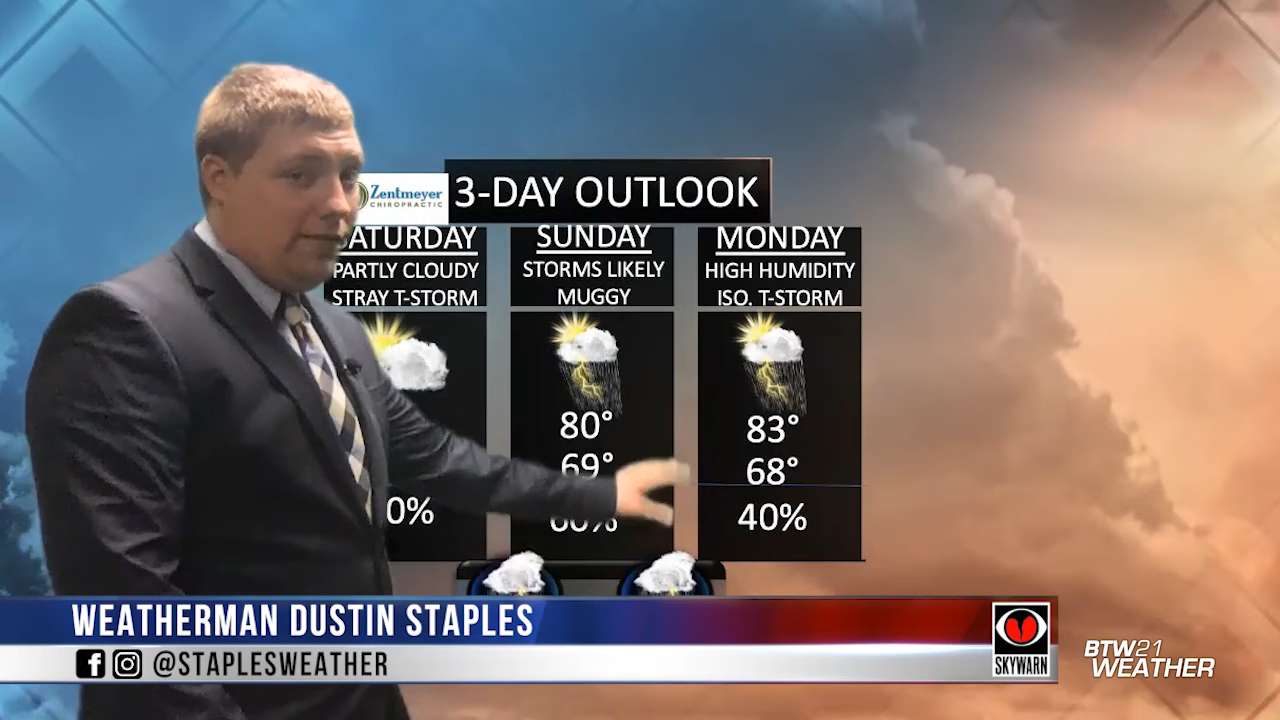 Zentmeyer
CHIROPRACTIC
3-DAY OUTLOOK
SUNDAY
MONDAY
PARTLY CLOUDY
STRAY T-STORM
STORMS LIKELY
MUGGY
HIGH HUMIDITY
ISO. T-STORM
80°
69°
83°
68°
40%
WEATHERMAN DUSTIN STAPLES
@STAPLESWEATHER
SKYWARN
BTW21
WEATHER